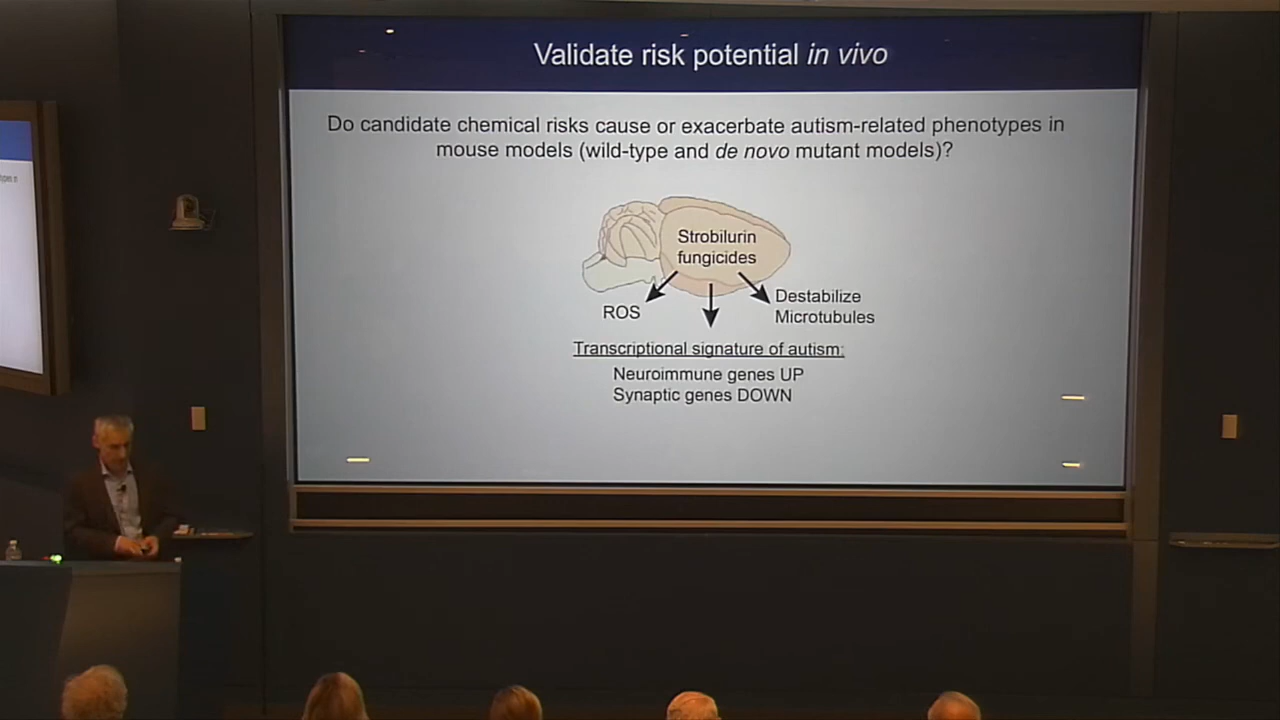 Validate risk potential in vivo
Do candidate chemical risks cause or exacerbate autism-related phenotypes in
mouse models (wild-type and de novo mutant models)?
Strobilurin
fungicides
ROS
Destabilize
Microtubules
Transcriptional signature of autism:
Neuroimmune genes UP
Synaptic genes DOWN